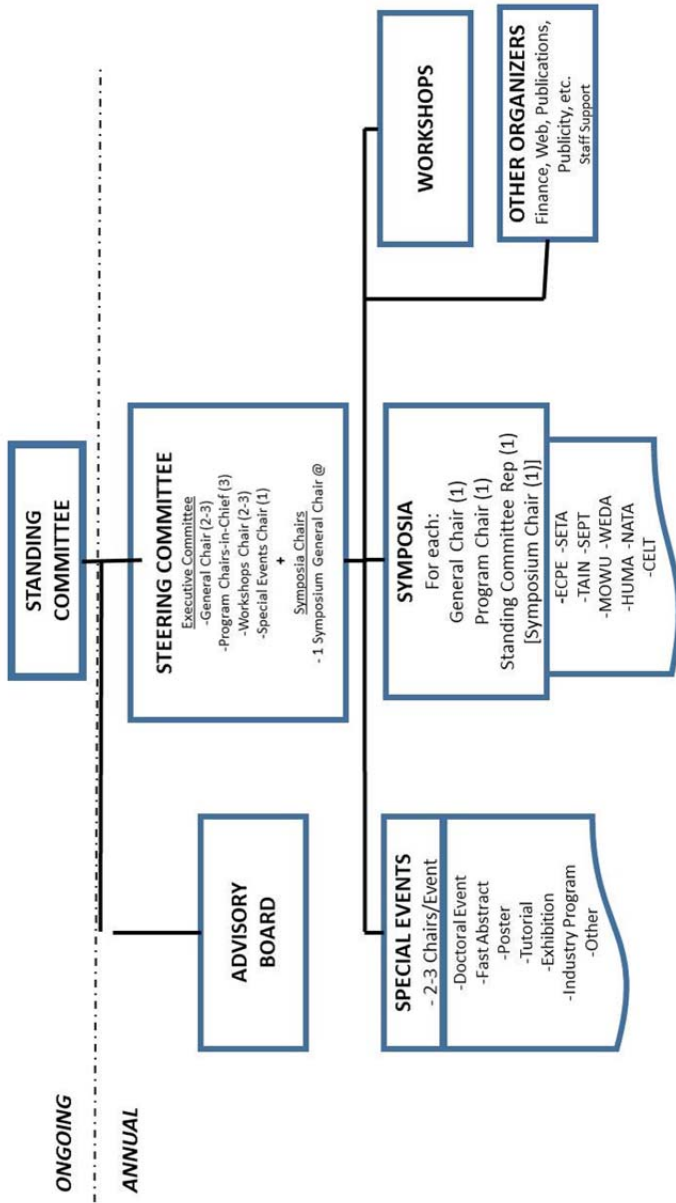 ONGOING
ANNUAL
STANDING
COMMITTEE
ADVISORY
BOARD
STEERING COMMITTEE
Executive Committee
-General Chair (2-3)
-Program Chairs-in-Chief (3)
-Workshops Chair (2-3)
-Special Events Chair (1)
+
Symposia Chairs
- 1 Symposium General Chair @
SPECIAL EVENTS
- 2-3 Chairs/Event
-Doctoral Event
-Fast Abstract
-Poster
-Tutorial
-Exhibition
-Industry Program
-Other
SYMPOSIA
For each:
General Chair (1)
Program Chair (1)
Standing Committee Rep (1)
[Symposium Chair (1)]
-ECPE -SETA
-TAIN -SEPT
-MOWU -WEDA
-HUMA -NATA
-CELT
WORKSHOPS
OTHER ORGANIZERS
Finance, Web, Publications,
Publicity, etc.
Staff Support